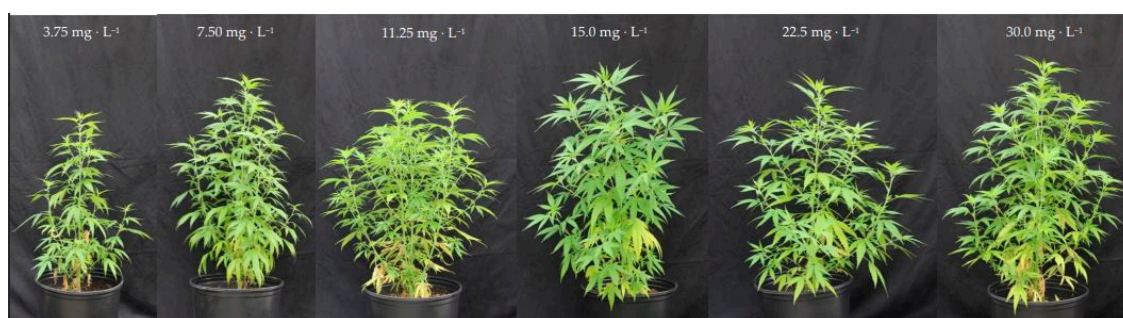 3.75 mg · L⁻¹
7.50 mg · L⁻¹
11.25 mg · L⁻¹
15.0 mg · L⁻¹
22.5 mg · L⁻¹
30.0 mg · L⁻¹